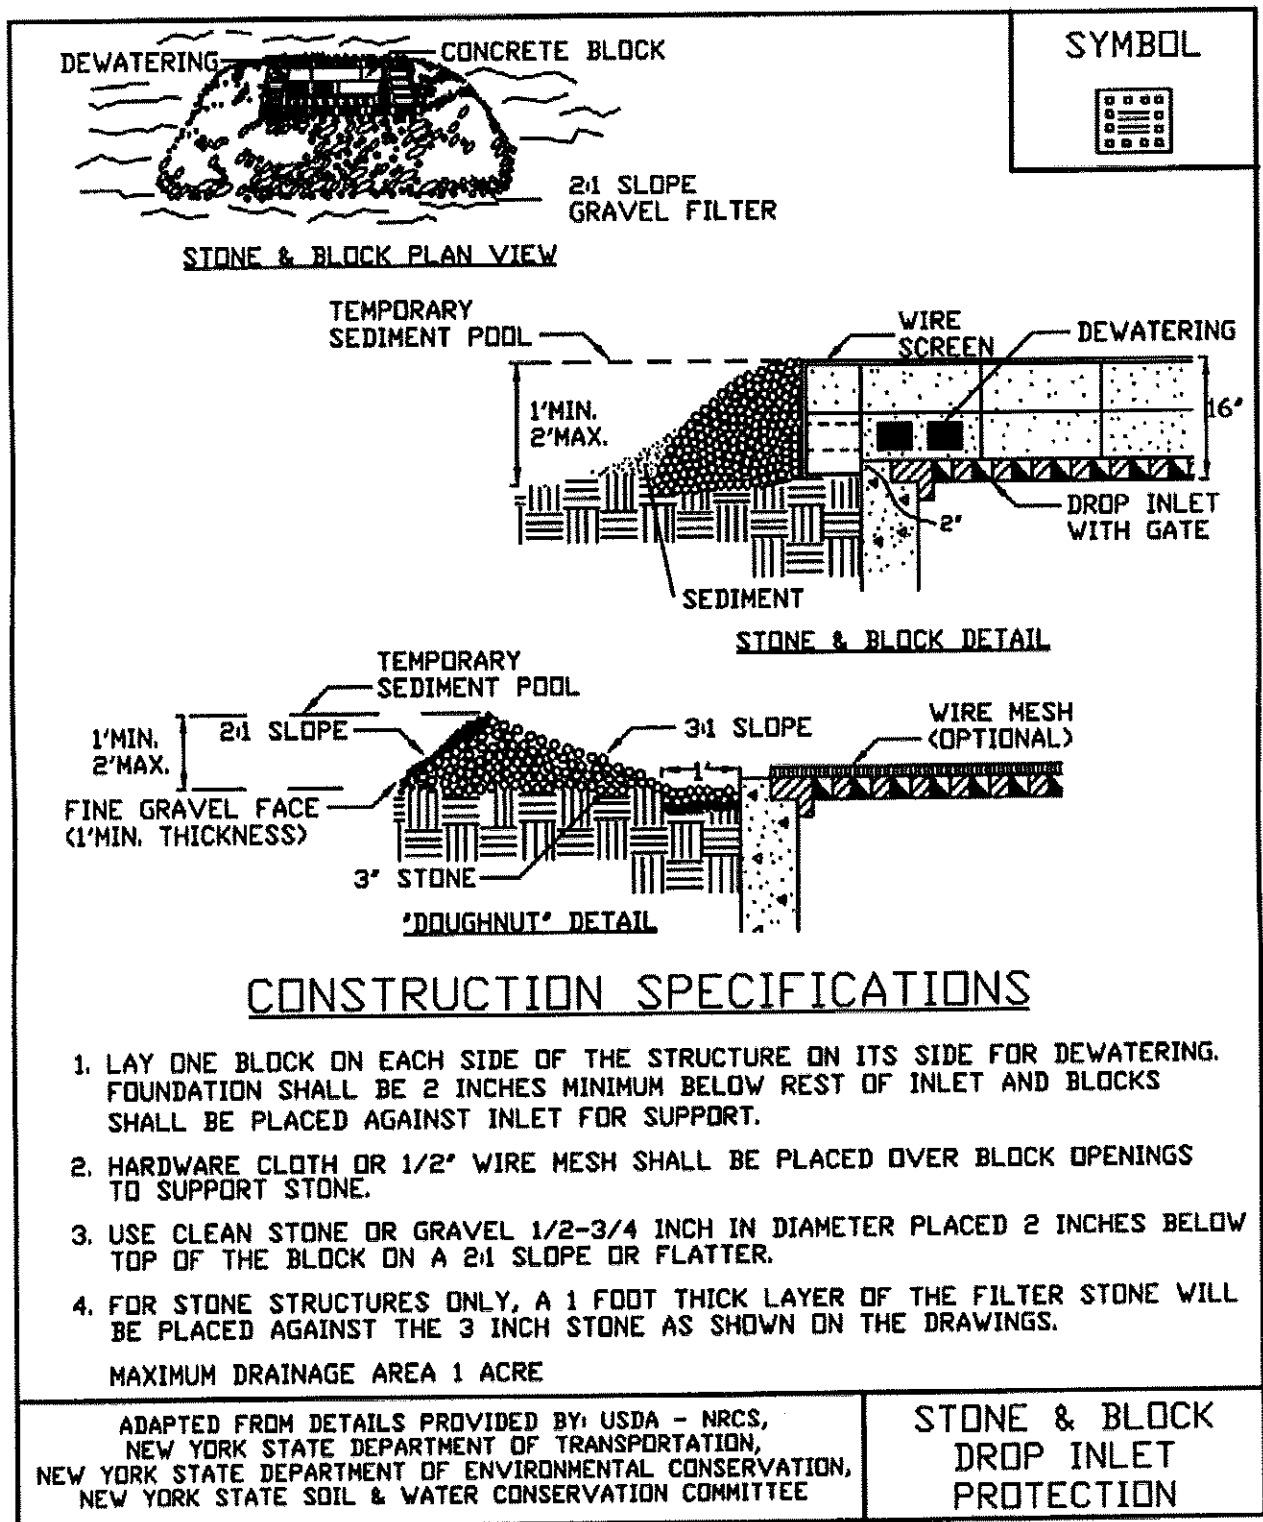 SYMBOL
DEWATERING
CONCRETE BLOCK
2:1 SLOPE
GRAVEL FILTER
STONE & BLOCK PLAN VIEW
TEMPORARY
SEDIMENT POOL
WIRE
SCREEN
DEWATERING
1'MIN.
2'MAX.
16"
DROP INLET
WITH GATE
2"
SEDIMENT
STONE & BLOCK DETAIL
TEMPORARY
SEDIMENT POOL
2:1 SLOPE
3:1 SLOPE
WIRE MESH
(OPTIONAL)
1'MIN.
2'MAX.
1'
FINE GRAVEL FACE
(1'MIN. THICKNESS)
3" STONE
"DOUGHNUT" DETAIL
CONSTRUCTION SPECIFICATIONS
1. LAY ONE BLOCK ON EACH SIDE OF THE STRUCTURE ON ITS SIDE FOR DEWATERING.
FOUNDATION SHALL BE 2 INCHES MINIMUM BELOW REST OF INLET AND BLOCKS
SHALL BE PLACED AGAINST INLET FOR SUPPORT.
2. HARDWARE CLOTH OR 1/2" WIRE MESH SHALL BE PLACED OVER BLOCK OPENINGS
TO SUPPORT STONE.
3. USE CLEAN STONE OR GRAVEL 1/2-3/4 INCH IN DIAMETER PLACED 2 INCHES BELOW
TOP OF THE BLOCK ON A 2:1 SLOPE OR FLATTER.
4. FOR STONE STRUCTURES ONLY, A 1 FOOT THICK LAYER OF THE FILTER STONE WILL
BE PLACED AGAINST THE 3 INCH STONE AS SHOWN ON THE DRAWINGS.
MAXIMUM DRAINAGE AREA 1 ACRE
ADAPTED FROM DETAILS PROVIDED BY: USDA - NRCS,
NEW YORK STATE DEPARTMENT OF TRANSPORTATION,
NEW YORK STATE DEPARTMENT OF ENVIRONMENTAL CONSERVATION,
NEW YORK STATE SOIL & WATER CONSERVATION COMMITTEE
STONE & BLOCK
DROP INLET
PROTECTION